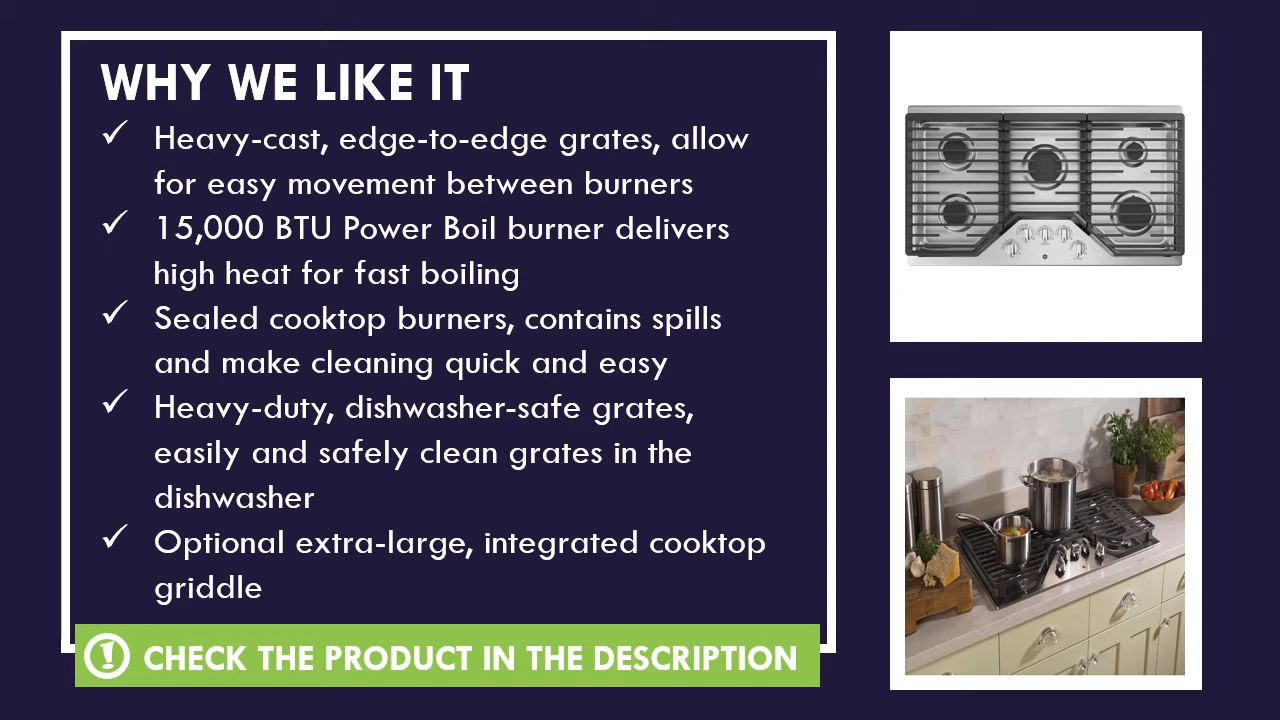 WHY WE LIKE IT
✓ Heavy-cast, edge-to-edge grates, allow
for easy movement between burners
✓ 15,000 BTU Power Boil burner delivers
high heat for fast boiling
✓ Sealed cooktop burners, contains spills
and make cleaning quick and easy
✓ Heavy-duty, dishwasher-safe grates,
easily and safely clean grates in the
dishwasher
✓ Optional extra-large, integrated cooktop
griddle
! CHECK THE PRODUCT IN THE DESCRIPTION